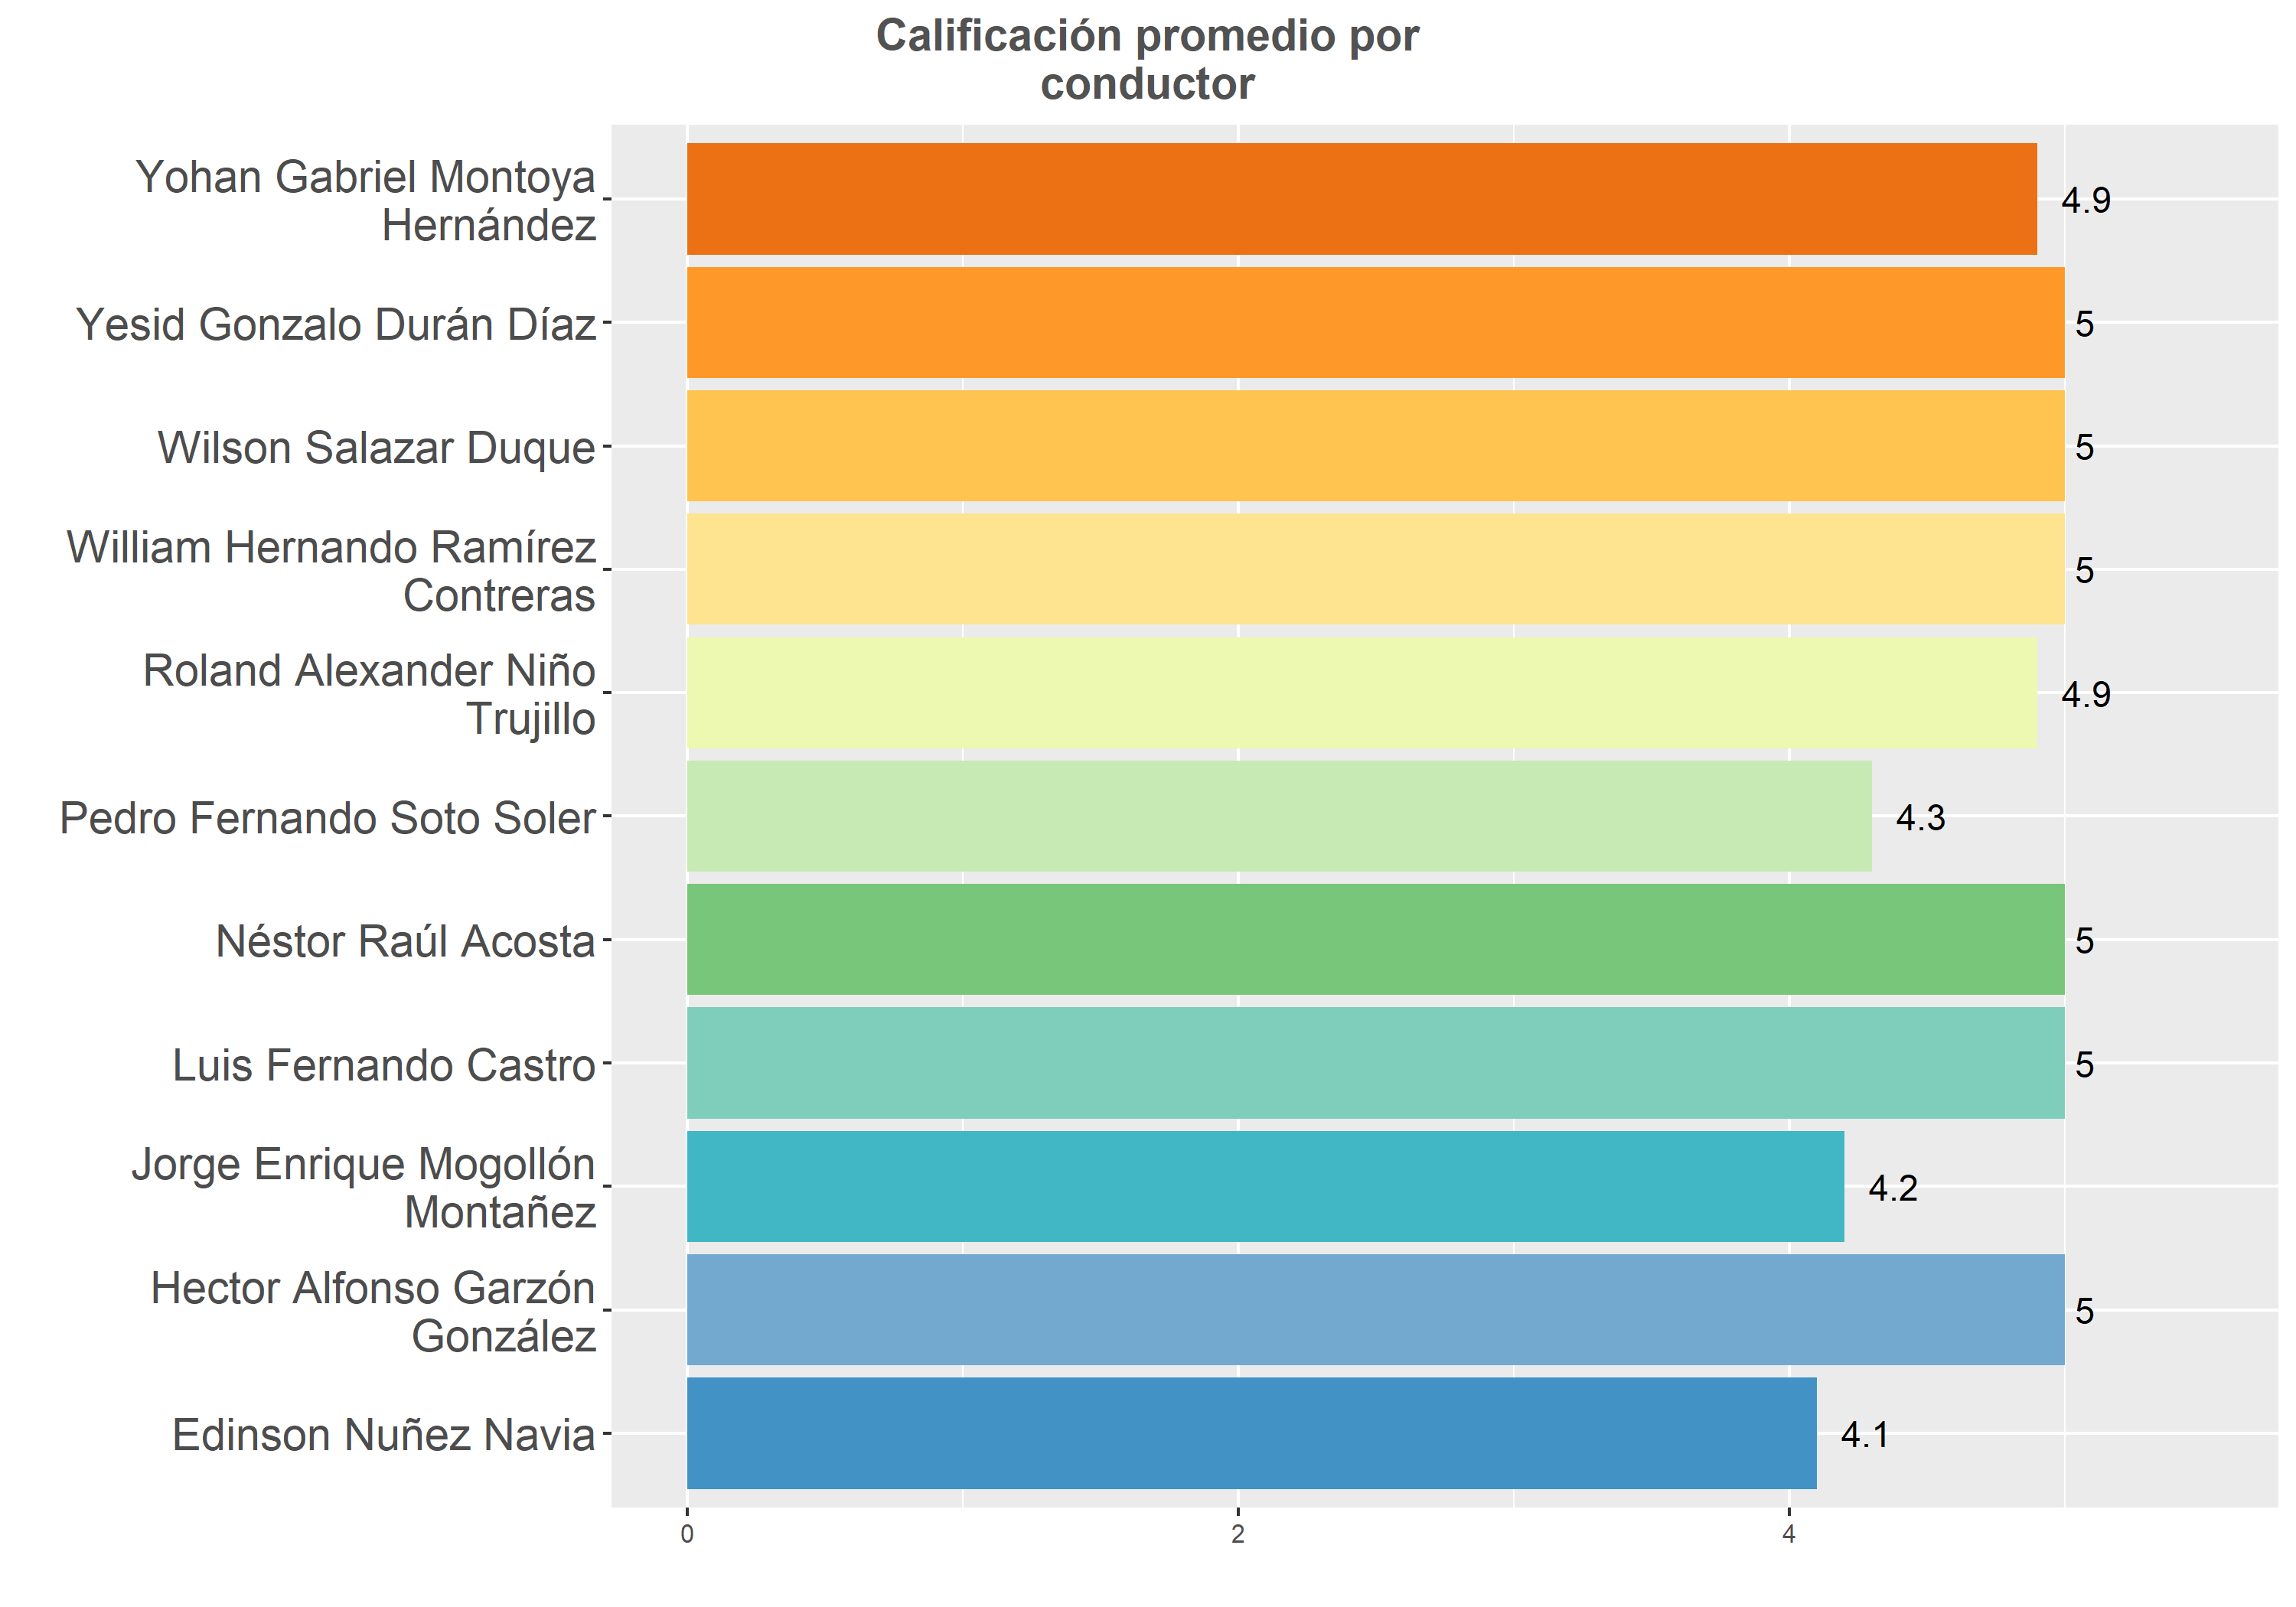 Calificación promedio por
conductor
Yohan Gabriel Montoya
Hernández
4.9
Yesid Gonzalo Durán Díaz
5
Wilson Salazar Duque
5
William Hernando Ramírez
Contreras
5
Roland Alexander Niño
Trujillo
4.9
Pedro Fernando Soto Soler
4.3
Néstor Raúl Acosta
5
Luis Fernando Castro
5
Jorge Enrique Mogollón
Montañez
4.2
Hector Alfonso Garzón
González
5
Edinson Nuñez Navia
4.1
0
2
4